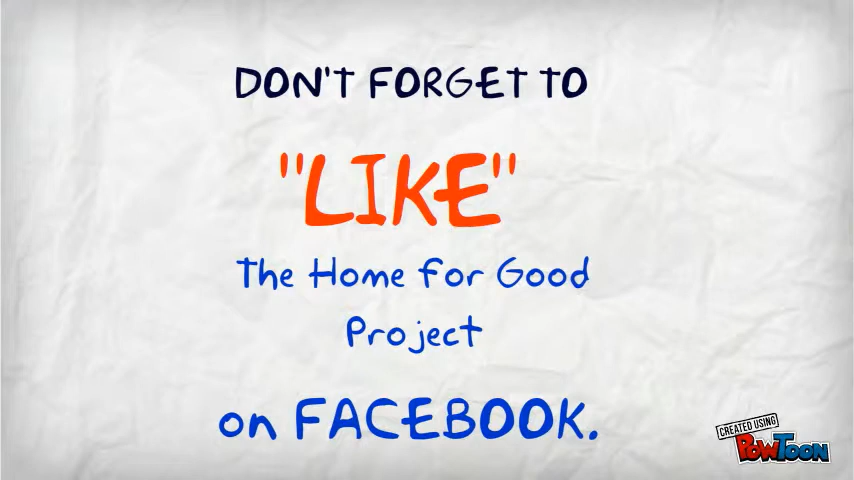 DON'T FORGET TO
"LIKE"
The Home For Good
Project
on FACEBOOK.
CREATED USING
POWTOON